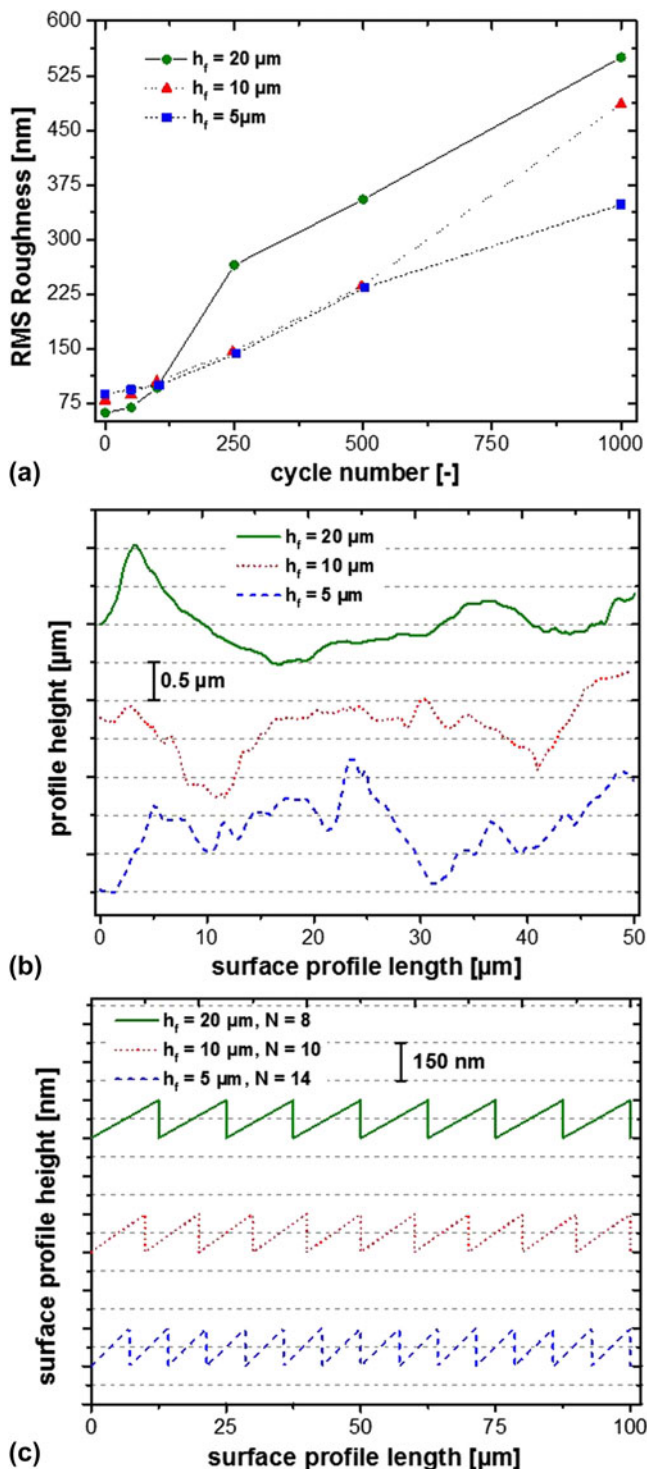 600
525
450
375
300
225
150
75
RMS Roughness [nm]
h_f = 20 µm
h_f = 10 µm
h_f = 5µm
0 250 500 750 1000
(a) cycle number [-]
h_f = 20 µm
h_f = 10 µm
h_f = 5 µm
0.5 µm
profile height [µm]
0 10 20 30 40 50
(b) surface profile length [µm]
h_f = 20 µm, N = 8
h_f = 10 µm, N = 10
h_f = 5 µm, N = 14
150 nm
surface profile height [nm]
0 25 50 75 100
(c) surface profile length [µm]